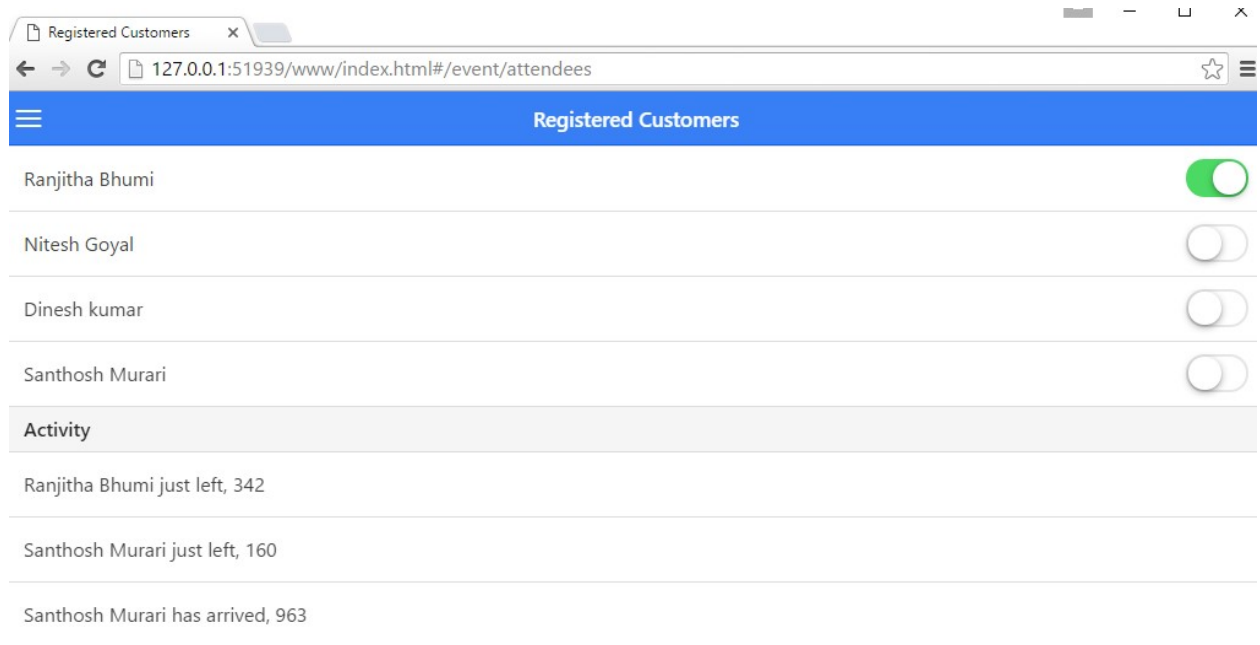 Registered Customers
127.0.0.1:51939/www/index.html#/event/attendees
Registered Customers
Ranjitha Bhumi
Nitesh Goyal
Dinesh kumar
Santhosh Murari
Activity
Ranjitha Bhumi just left, 342
Santhosh Murari just left, 160
Santhosh Murari has arrived, 963